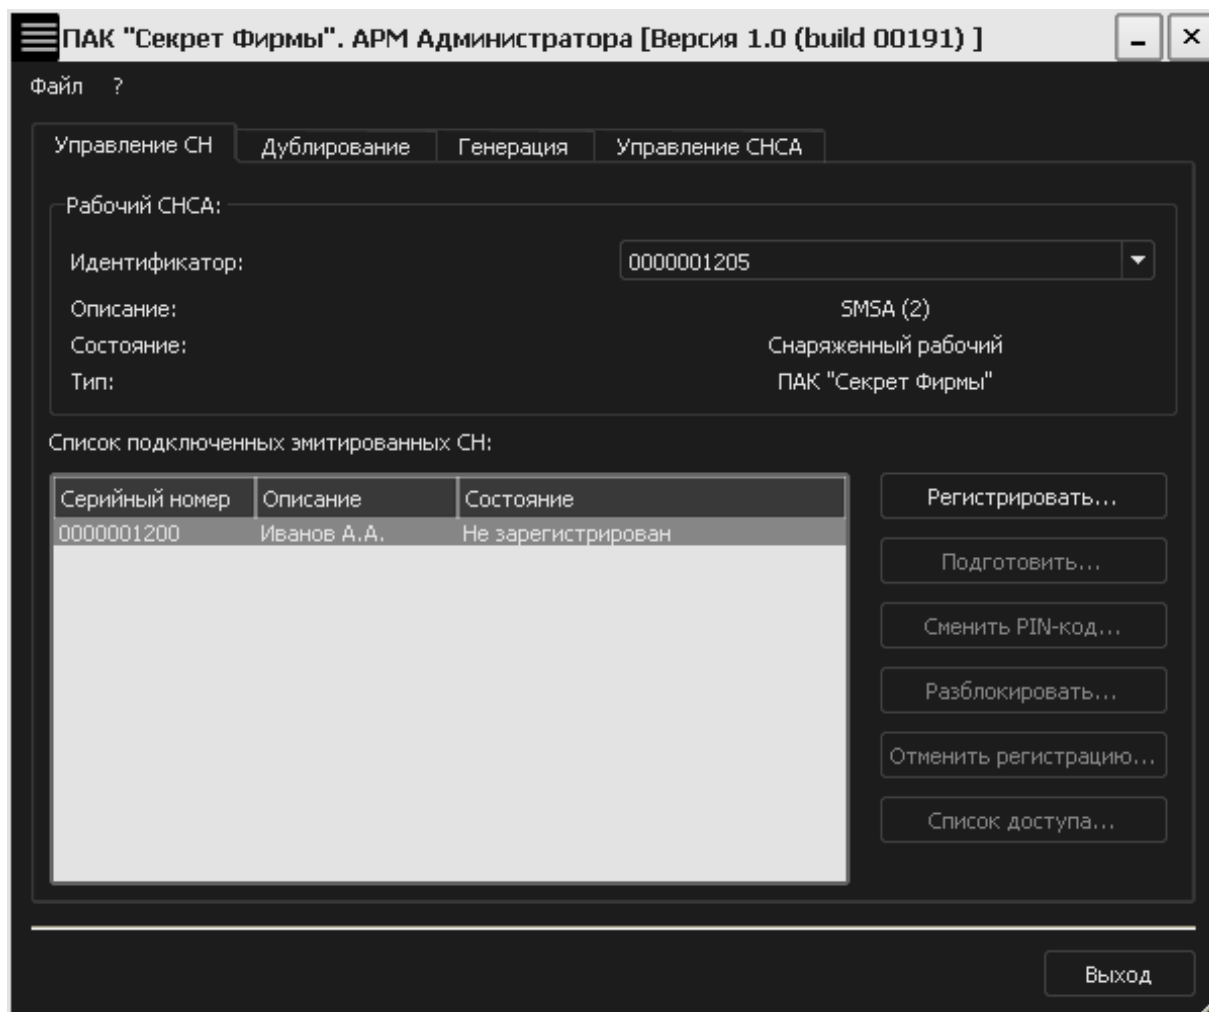 ПАК "Секрет Фирмы". АРМ Администратора [Версия 1.0 (build 00191) ]
Файл ?
Управление СН Дублирование Генерация Управление СНСА
Рабочий СНСА:
Идентификатор: 0000001205
Описание: SMSA (2)
Состояние: Снаряженный рабочий
Тип: ПАК "Секрет Фирмы"
Список подключенных эмитированных СН:
Серийный номер Описание Состояние
0000001200 Иванов А.А. Не зарегистрирован
Регистрировать...
Подготовить...
Сменить PIN-код...
Разблокировать...
Отменить регистрацию...
Список доступа...
Выход